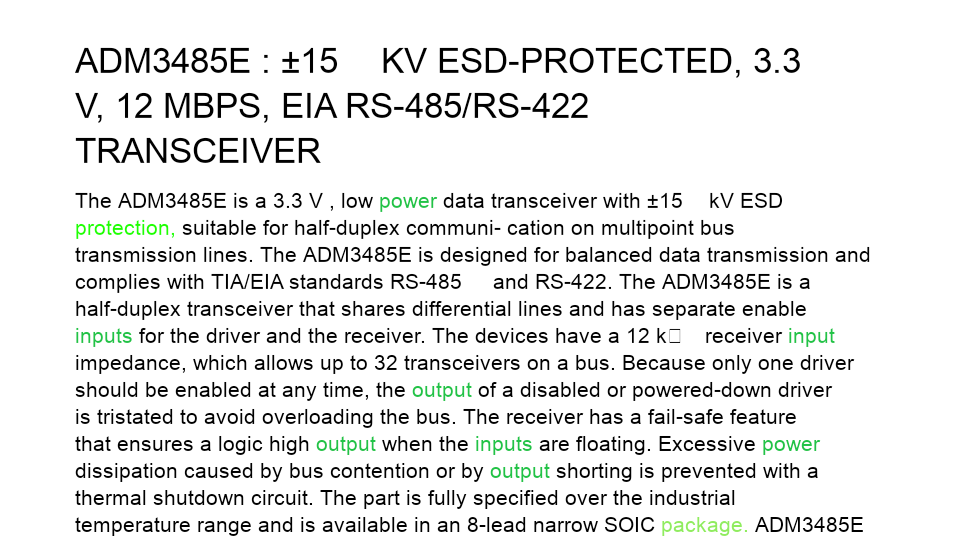 ADM3485E : ±15 KV ESD-PROTECTED, 3.3
V, 12 MBPS, EIA RS-485/RS-422
TRANSCEIVER
The ADM3485E is a 3.3 V , low power data transceiver with ±15 kV ESD
protection, suitable for half-duplex communi- cation on multipoint bus
transmission lines. The ADM3485E is designed for balanced data transmission and
complies with TIA/EIA standards RS-485 and RS-422. The ADM3485E is a
half-duplex transceiver that shares differential lines and has separate enable
inputs for the driver and the receiver. The devices have a 12 k□ receiver input
impedance, which allows up to 32 transceivers on a bus. Because only one driver
should be enabled at any time, the output of a disabled or powered-down driver
is tristated to avoid overloading the bus. The receiver has a fail-safe feature
that ensures a logic high output when the inputs are floating. Excessive power
dissipation caused by bus contention or by output shorting is prevented with a
thermal shutdown circuit. The part is fully specified over the industrial
temperature range and is available in an 8-lead narrow SOIC package. ADM3485E